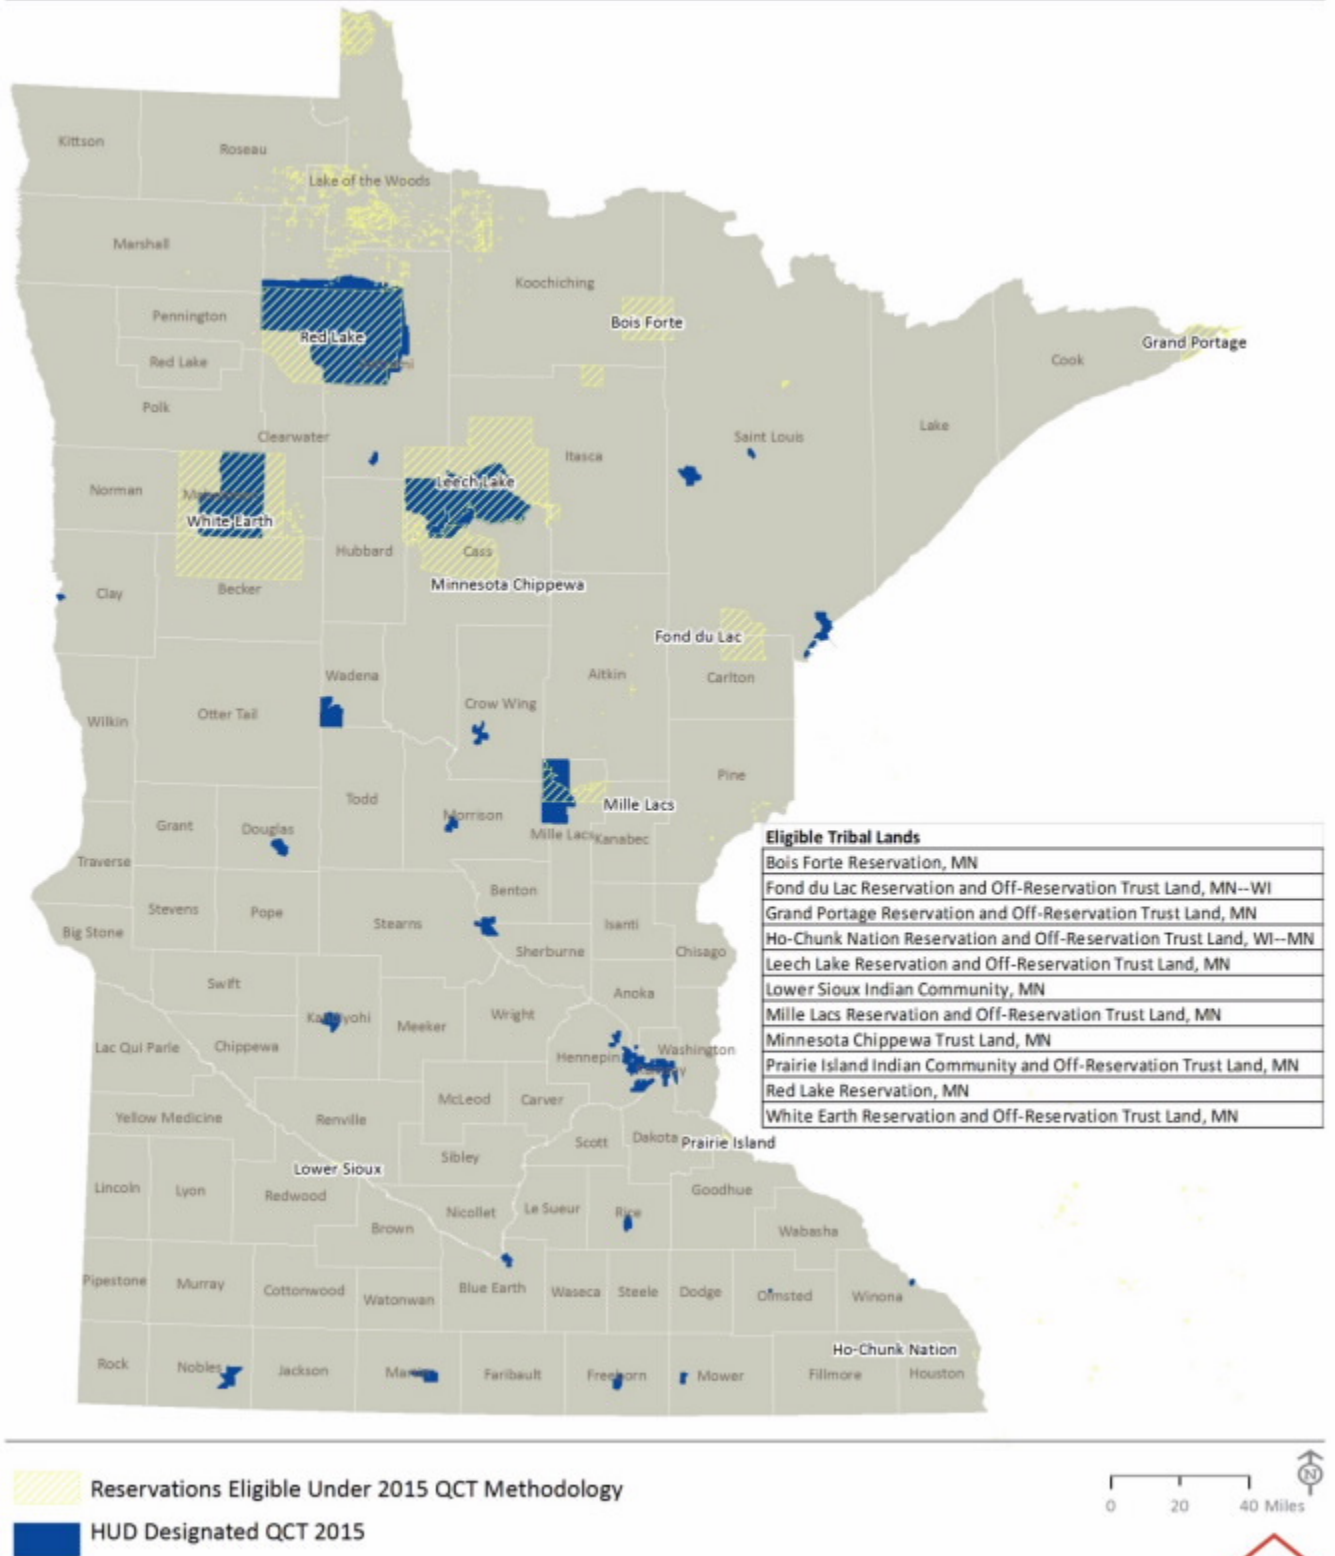 Kittson
Roseau
Lake of the Woods
Marshall
Koochiching
Pennington
Bois Forte
Red Lake
Grand Portage
Red Lake
Cook
Polk
Clearwater
Saint Louis
Lake
Itasca
Leech Lake
Norman
White Earth
Hubbard
Cass
Minnesota Chippewa
Becker
Clay
Fond du Lac
Aitkin
Carlton
Wadena
Crow Wing
Otter Tail
Wilkin
Pine
Todd
Mille Lacs
Morrison
Grant
Douglas
Mille Lacs
Kanabec
Traverse
Benton
Stevens
Pope
Stearns
Isanti
Big Stone
Sherburne
Chisago
Swift
Anoka
Wright
Kandiyohi
Meeker
Lac Qui Parle
Chippewa
Hennepin
Washington
McLeod
Carver
Yellow Medicine
Renville
Scott
Dakota
Prairie Island
Sibley
Lower Sioux
Lincoln
Lyon
Redwood
Goodhue
Nicollet
Le Sueur
Rice
Brown
Wabasha
Pipestone
Murray
Cottonwood
Watonwan
Blue Earth
Waseca
Steele
Dodge
Olmsted
Winona
Ho-Chunk Nation
Rock
Nobles
Jackson
Martin
Faribault
Freeborn
Mower
Fillmore
Houston
Eligible Tribal Lands
Bois Forte Reservation, MN
Fond du Lac Reservation and Off-Reservation Trust Land, MN--WI
Grand Portage Reservation and Off-Reservation Trust Land, MN
Ho-Chunk Nation Reservation and Off-Reservation Trust Land, WI--MN
Leech Lake Reservation and Off-Reservation Trust Land, MN
Lower Sioux Indian Community, MN
Mille Lacs Reservation and Off-Reservation Trust Land, MN
Minnesota Chippewa Trust Land, MN
Prairie Island Indian Community and Off-Reservation Trust Land, MN
Red Lake Reservation, MN
White Earth Reservation and Off-Reservation Trust Land, MN
Reservations Eligible Under 2015 QCT Methodology
HUD Designated QCT 2015
N
0 20 40 Miles